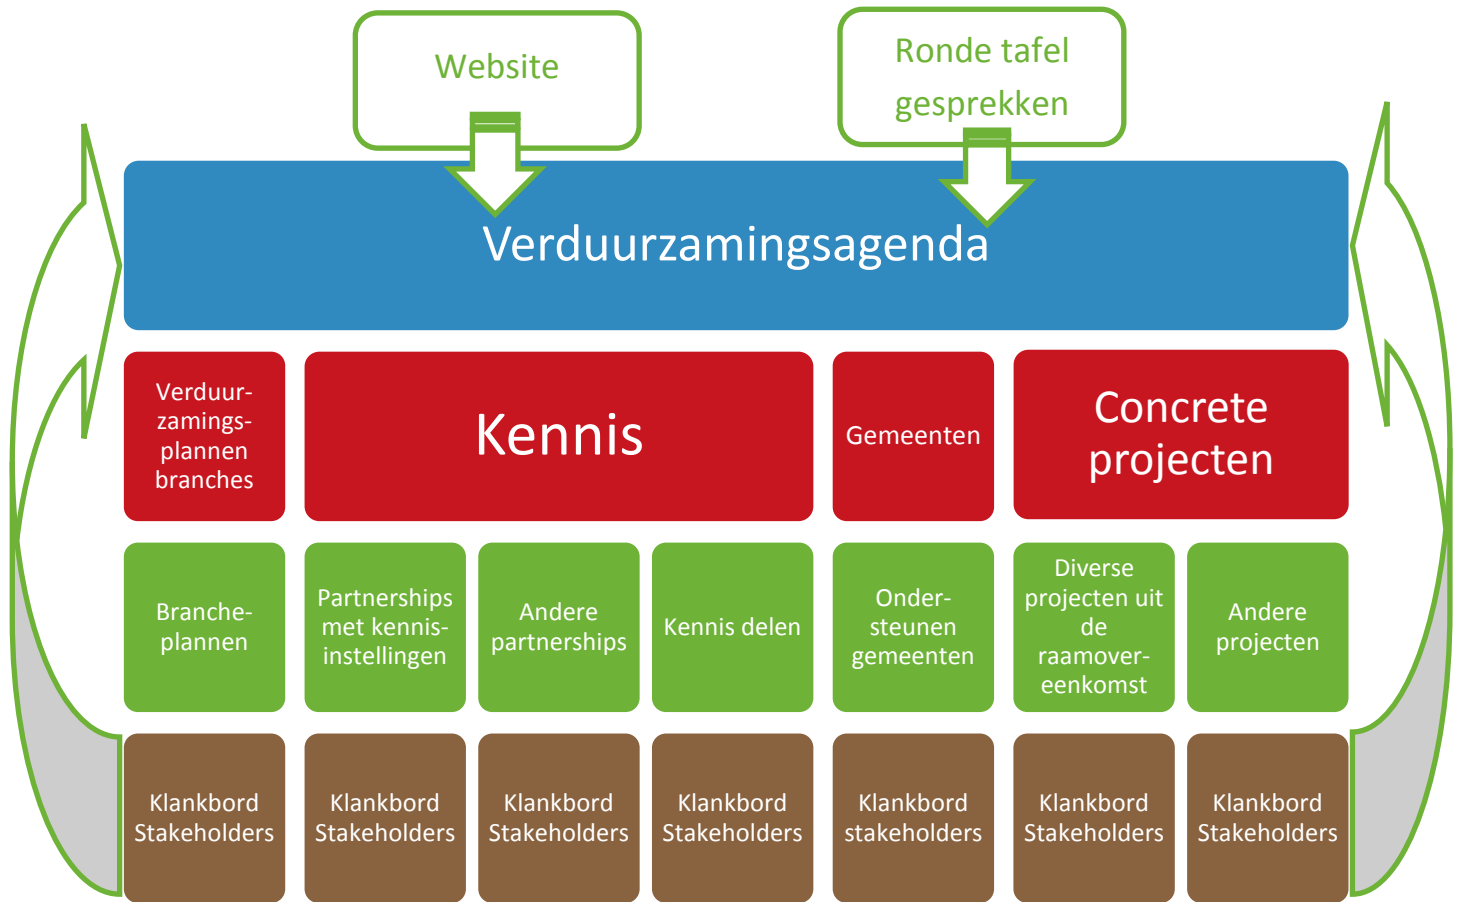 Website
Ronde tafel
gesprekken
Verduurzamingsagenda
Verduur-
zamings-
plannen
branches
Kennis
Gemeenten
Concrete
projecten
Branche-
plannen
Partnerships
met kennis-
instellingen
Andere
partnerships
Kennis delen
Onder-
steunen
gemeenten
Diverse
projecten uit
de
raamover-
eenkomst
Andere
projecten
Klankbord
Stakeholders
Klankbord
Stakeholders
Klankbord
Stakeholders
Klankbord
Stakeholders
Klankbord
stakeholders
Klankbord
Stakeholders
Klankbord
Stakeholders